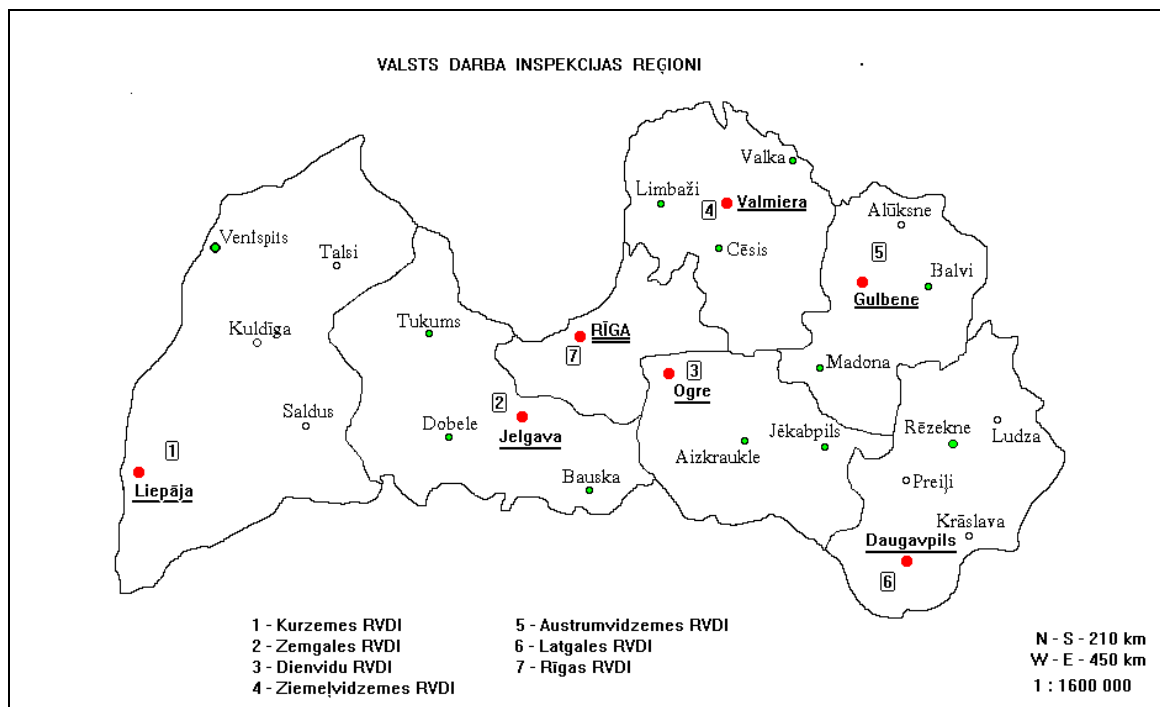 VALSTS DARBA INSPEKCIJAS REĢIONI
Valka
Limbaži
4
Valmiera
Alūksne
Ventspils
Talsi
Cēsis
5
Balvi
Gulbene
Tukums
RĪGA
Kuldīga
7
3
Madona
Ogre
2
Saldus
Dobele
Jelgava
Jēkabpils
Rēzekne
Ludza
1
Aizkraukle
Liepāja
Bauska
Preiļi
Krāslava
Daugavpils
6
1 - Kurzemes RVDI
2 - Zemgales RVDI
3 - Dienvidu RVDI
4 - Ziemeļvidzemes RVDI
5 - Austrumvidzemes RVDI
6 - Latgales RVDI
7 - Rīgas RVDI
N - S - 210 km
W - E - 450 km
1 : 1600 000